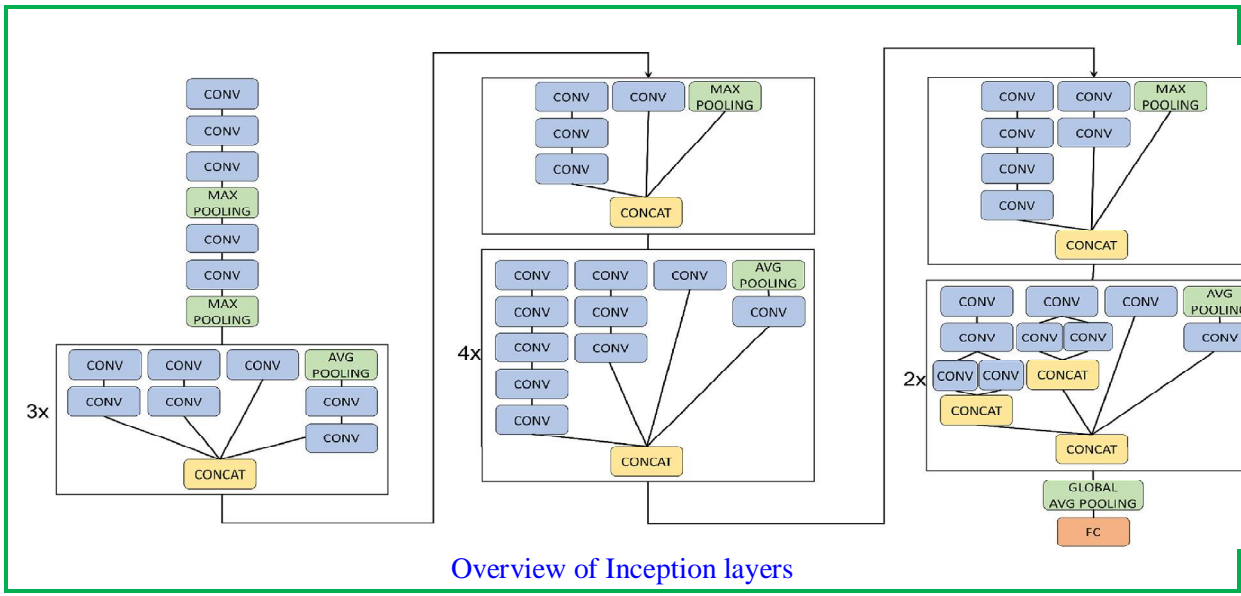 CONV
CONV
CONV
MAX
POOLING
CONV
CONV
MAX
POOLING
3x
CONV CONV CONV AVG
POOLING
CONV CONV CONV
CONV
CONCAT
CONV CONV MAX
POOLING
CONV
CONV
CONCAT
4x
CONV CONV CONV AVG
POOLING
CONV CONV CONV
CONV CONV
CONV
CONV
CONCAT
CONV CONV MAX
POOLING
CONV CONV
CONV
CONV
CONCAT
2x
CONV CONV CONV AVG
POOLING
CONV CONV CONV CONV
CONV CONV CONCAT
CONCAT
CONCAT
GLOBAL
AVG POOLING
FC
Overview of Inception layers